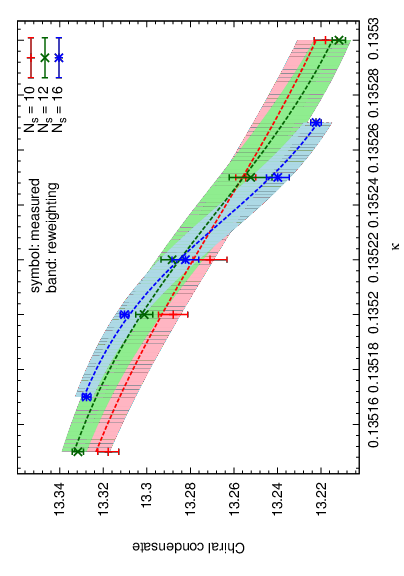 N_s = 10
N_s = 12
N_s = 16
symbol: measured
band: reweighting
Chiral condensate
13.34
13.32
13.3
13.28
13.26
13.24
13.22
0.13516
0.13518
0.1352
0.13522
0.13524
0.13526
0.13528
0.1353
κ